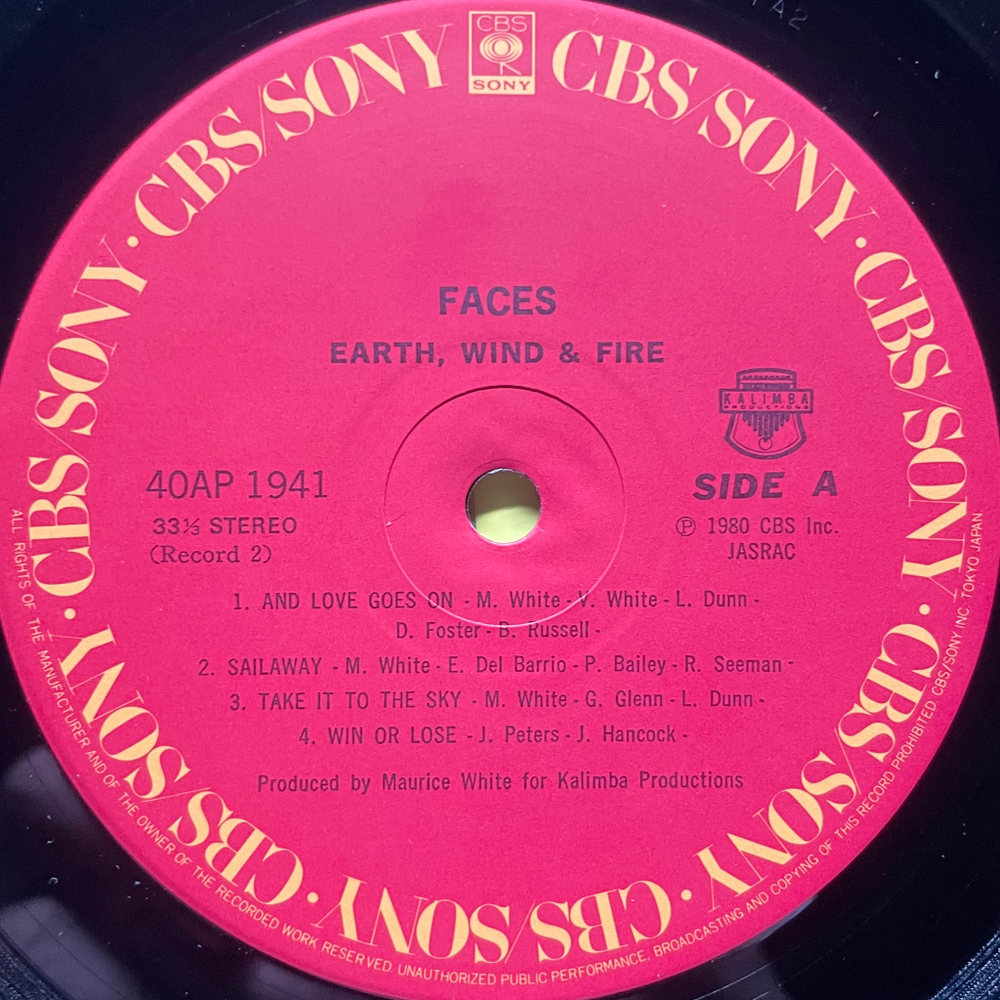 A2
CBS
SONY
CBS/SONY · CBS/SONY · CBS/SONY · CBS/SONY · CBS/SONY · CBS/SONY · CBS/SONY · CBS/SONY · CBS/SONY · CBS/SONY
FACES
EARTH, WIND & FIRE
KALIMBA
PRODUCTIONS
40AP 1941
SIDE A
33⅓ STEREO
℗ 1980 CBS Inc.
(Record 2)
JASRAC
1. AND LOVE GOES ON - M. White - V. White - L. Dunn -
D. Foster - B. Russell -
2. SAILAWAY - M. White - E. Del Barrio - P. Bailey - R. Seeman -
3. TAKE IT TO THE SKY - M. White - G. Glenn - L. Dunn -
4. WIN OR LOSE - J. Peters - J. Hancock -
Produced by Maurice White for Kalimba Productions
ALL RIGHTS OF THE MANUFACTURER AND OF THE OWNER OF THE RECORDED WORK RESERVED. UNAUTHORIZED PUBLIC PERFORMANCE, BROADCASTING AND COPYING OF THIS RECORD PROHIBITED CBS/SONY INC. TOKYO JAPAN